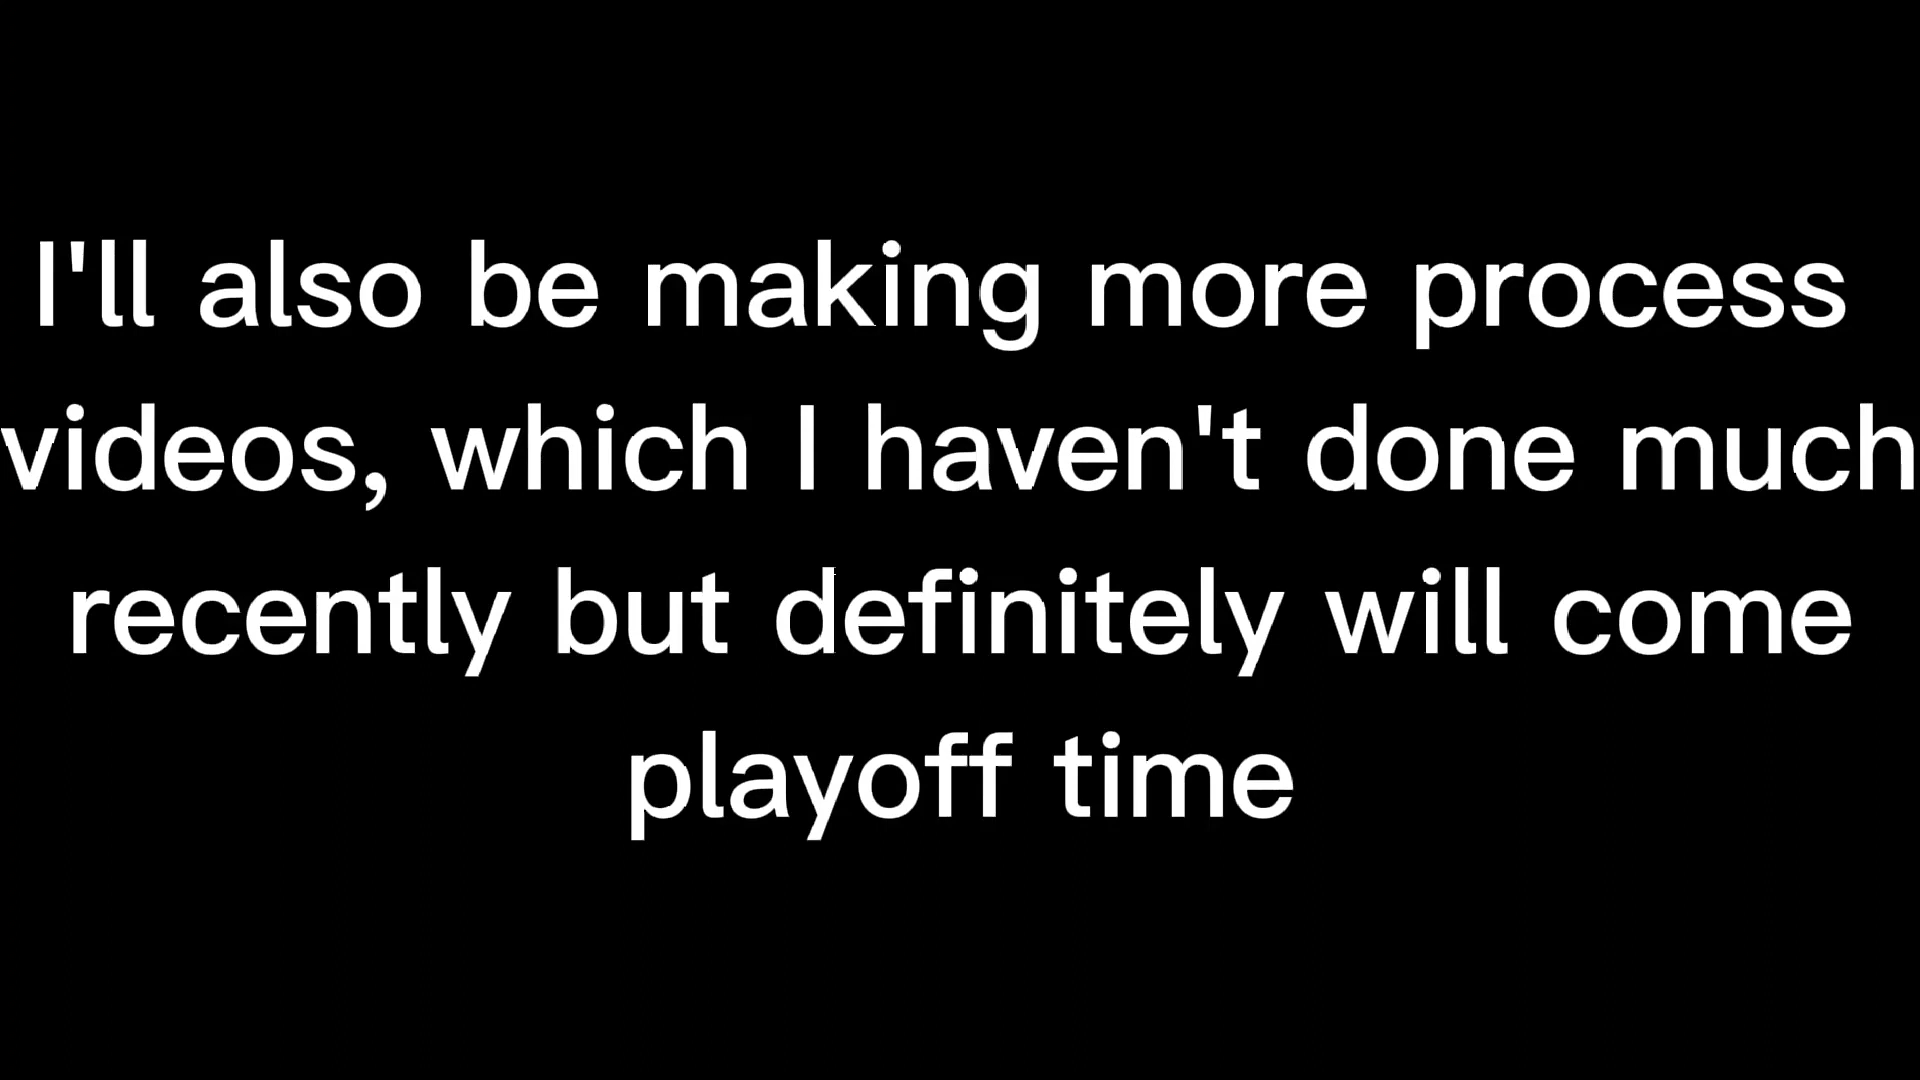 I'll also be making more process
videos, which I haven't done much
recently but definitely will come
playoff time